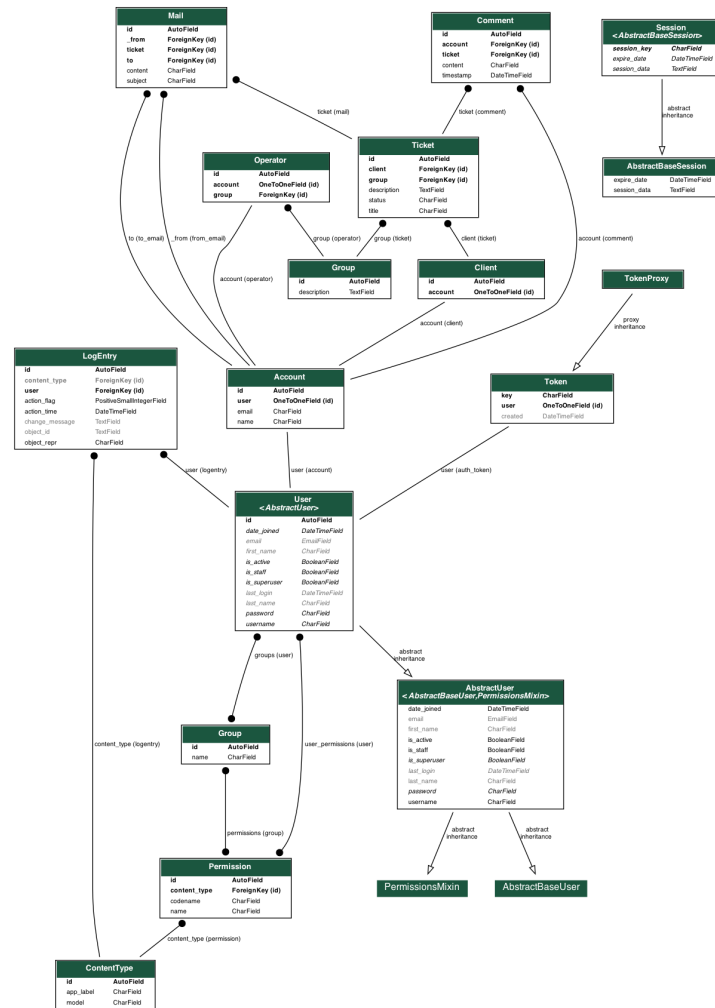 Mail
id AutoField
_from ForeignKey (id)
ticket ForeignKey (id)
to ForeignKey (id)
content CharField
subject CharField
Comment
id AutoField
account ForeignKey (id)
ticket ForeignKey (id)
content CharField
timestamp DateTimeField
Session
<AbstractBaseSession>
session_key CharField
expire_date DateTimeField
session_data TextField
ticket (mail)
ticket (comment)
abstract
inheritance
Operator
id AutoField
account OneToOneField (id)
group ForeignKey (id)
Ticket
id AutoField
client ForeignKey (id)
group ForeignKey (id)
description TextField
status CharField
title CharField
AbstractBaseSession
expire_date DateTimeField
session_data TextField
to (to_email)
_from (from_email)
group (operator)
group (ticket)
client (ticket)
account (comment)
account (operator)
Group
id AutoField
description TextField
Client
id AutoField
account OneToOneField (id)
TokenProxy
account (client)
proxy
inheritance
LogEntry
id AutoField
content_type ForeignKey (id)
user ForeignKey (id)
action_flag PositiveSmallIntegerField
action_time DateTimeField
change_message TextField
object_id TextField
object_repr CharField
Account
id AutoField
user OneToOneField (id)
email CharField
name CharField
Token
key CharField
user OneToOneField (id)
created DateTimeField
user (logentry)
user (account)
user (auth_token)
User
<AbstractUser>
id AutoField
date_joined DateTimeField
email EmailField
first_name CharField
is_active BooleanField
is_staff BooleanField
is_superuser BooleanField
last_login DateTimeField
last_name CharField
password CharField
username CharField
groups (user)
abstract
inheritance
AbstractUser
<AbstractBaseUser,PermissionsMixin>
date_joined DateTimeField
email EmailField
first_name CharField
is_active BooleanField
is_staff BooleanField
is_superuser BooleanField
last_login DateTimeField
last_name CharField
password CharField
username CharField
Group
id AutoField
name CharField
content_type (logentry)
user_permissions (user)
permissions (group)
abstract
inheritance
abstract
inheritance
Permission
id AutoField
content_type ForeignKey (id)
codename CharField
name CharField
PermissionsMixin
AbstractBaseUser
content_type (permission)
ContentType
id AutoField
app_label CharField
model CharField